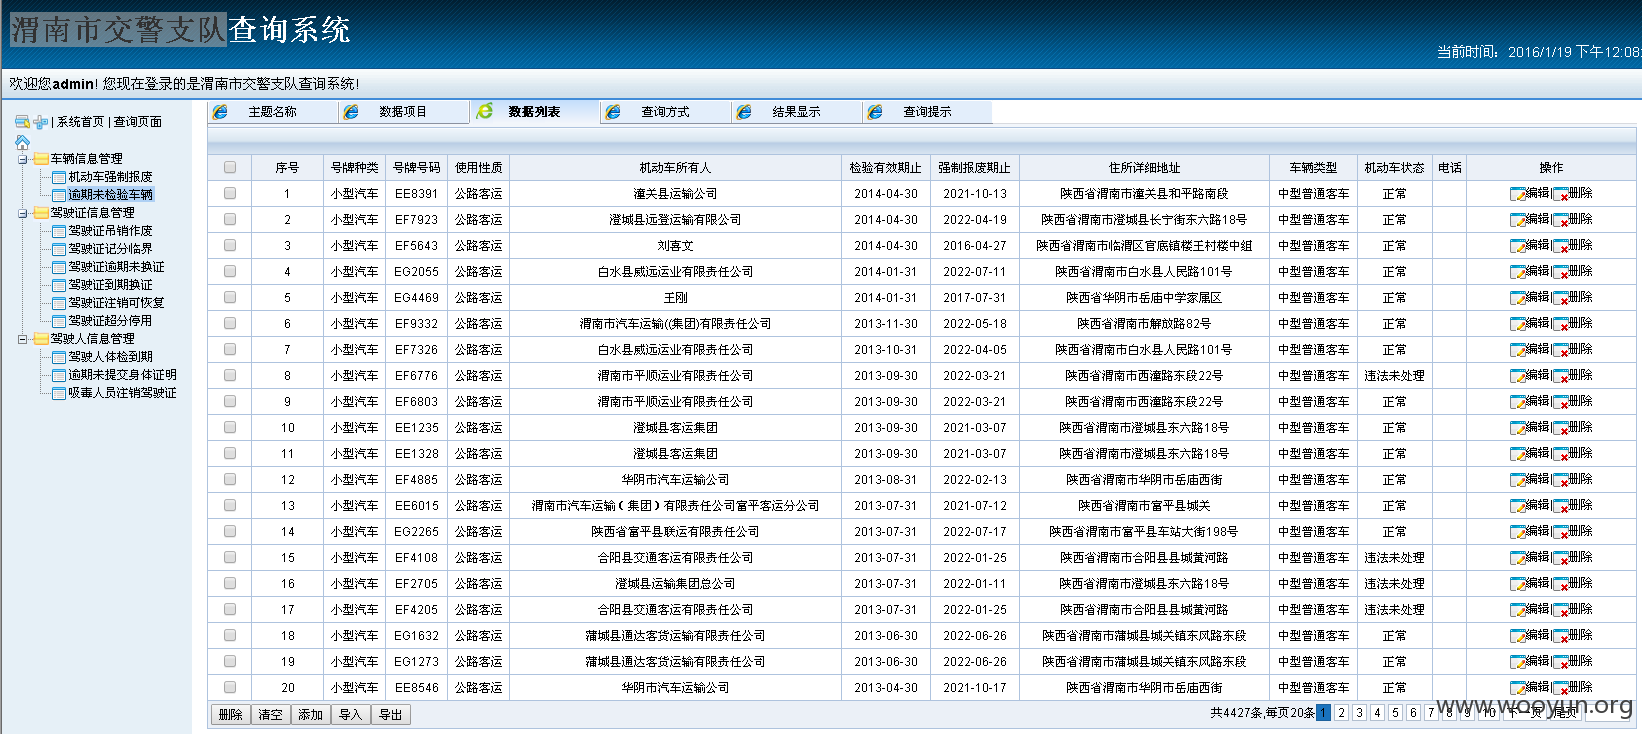 渭南市交警支队查询系统
当前时间: 2016/1/19 下午12:08:
欢迎您admin! 您现在登录的是渭南市交警支队查询系统!
| 系统首页 | 查询页面
车辆信息管理
机动车强制报废
逾期未检验车辆
驾驶证信息管理
驾驶证吊销作废
驾驶证记分临界
驾驶证逾期未换证
驾驶证到期换证
驾驶证注销可恢复
驾驶证超分停用
驾驶人信息管理
驾驶人体检到期
逾期未提交身体证明
吸毒人员注销驾驶证
主题名称 数据项目 数据列表 查询方式 结果显示 查询提示
序号 号牌种类 号牌号码 使用性质 机动车所有人 检验有效期止 强制报废期止 住所详细地址 车辆类型 机动车状态 电话 操作
1 小型汽车 EE8391 公路客运 潼关县运输公司 2014-04-30 2021-10-13 陕西省渭南市潼关县和平路南段 中型普通客车 正常 编辑|删除
2 小型汽车 EF7923 公路客运 澄城县远登运输有限公司 2014-04-30 2022-04-19 陕西省渭南市澄城县长宁街东六路18号 中型普通客车 正常 编辑|删除
3 小型汽车 EF5643 公路客运 刘喜文 2014-04-30 2016-04-27 陕西省渭南市临渭区官底镇楼王村楼中组 中型普通客车 正常 编辑|删除
4 小型汽车 EG2055 公路客运 白水县威远运业有限责任公司 2014-01-31 2022-07-11 陕西省渭南市白水县人民路101号 中型普通客车 正常 编辑|删除
5 小型汽车 EG4469 公路客运 王刚 2014-01-31 2017-07-31 陕西省华阴市岳庙中学家属区 中型普通客车 正常 编辑|删除
6 小型汽车 EF9332 公路客运 渭南市汽车运输((集团)有限责任公司 2013-11-30 2022-05-18 陕西省渭南市解放路82号 中型普通客车 正常 编辑|删除
7 小型汽车 EF7326 公路客运 白水县威远运业有限责任公司 2013-10-31 2022-04-05 陕西省渭南市白水县人民路101号 中型普通客车 正常 编辑|删除
8 小型汽车 EF6776 公路客运 渭南市平顺运业有限责任公司 2013-09-30 2022-03-21 陕西省渭南市西潼路东段22号 中型普通客车 违法未处理 编辑|删除
9 小型汽车 EF6803 公路客运 渭南市平顺运业有限责任公司 2013-09-30 2022-03-21 陕西省渭南市西潼路东段22号 中型普通客车 正常 编辑|删除
10 小型汽车 EE1235 公路客运 澄城县客运集团 2013-09-30 2021-03-07 陕西省渭南市澄城县东六路18号 中型普通客车 正常 编辑|删除
11 小型汽车 EE1328 公路客运 澄城县客运集团 2013-09-30 2021-03-07 陕西省渭南市澄城县东六路18号 中型普通客车 正常 编辑|删除
12 小型汽车 EF4885 公路客运 华阴市汽车运输公司 2013-08-31 2022-02-13 陕西省渭南市华阴市岳庙西街 中型普通客车 正常 编辑|删除
13 小型汽车 EE6015 公路客运 渭南市汽车运输（集团）有限责任公司富平客运分公司 2013-07-31 2021-07-12 陕西省渭南市富平县城关 中型普通客车 正常 编辑|删除
14 小型汽车 EG2265 公路客运 陕西省富平县联运有限责任公司 2013-07-31 2022-07-17 陕西省渭南市富平县车站大街198号 中型普通客车 正常 编辑|删除
15 小型汽车 EF4108 公路客运 合阳县交通客运有限责任公司 2013-07-31 2022-01-25 陕西省渭南市合阳县县城黄河路 中型普通客车 违法未处理 编辑|删除
16 小型汽车 EF2705 公路客运 澄城县运输集团总公司 2013-07-31 2022-01-11 陕西省渭南市澄城县东六路18号 中型普通客车 违法未处理 编辑|删除
17 小型汽车 EF4205 公路客运 合阳县交通客运有限责任公司 2013-07-31 2022-01-25 陕西省渭南市合阳县县城黄河路 中型普通客车 违法未处理 编辑|删除
18 小型汽车 EG1632 公路客运 蒲城县通达客货运输有限责任公司 2013-06-30 2022-06-26 陕西省渭南市蒲城县城关镇东风路东段 中型普通客车 正常 编辑|删除
19 小型汽车 EG1273 公路客运 蒲城县通达客货运输有限责任公司 2013-06-30 2022-06-26 陕西省渭南市蒲城县城关镇东风路东段 中型普通客车 正常 编辑|删除
20 小型汽车 EE8546 公路客运 华阴市汽车运输公司 2013-04-30 2021-10-17 陕西省渭南市华阴市岳庙西街 中型普通客车 正常 编辑|删除
删除 清空 添加 导入 导出 共4427条,每页20条 1 2 3 4 5 6 7 8 9 10 下一页 尾页
www.wooyun.org